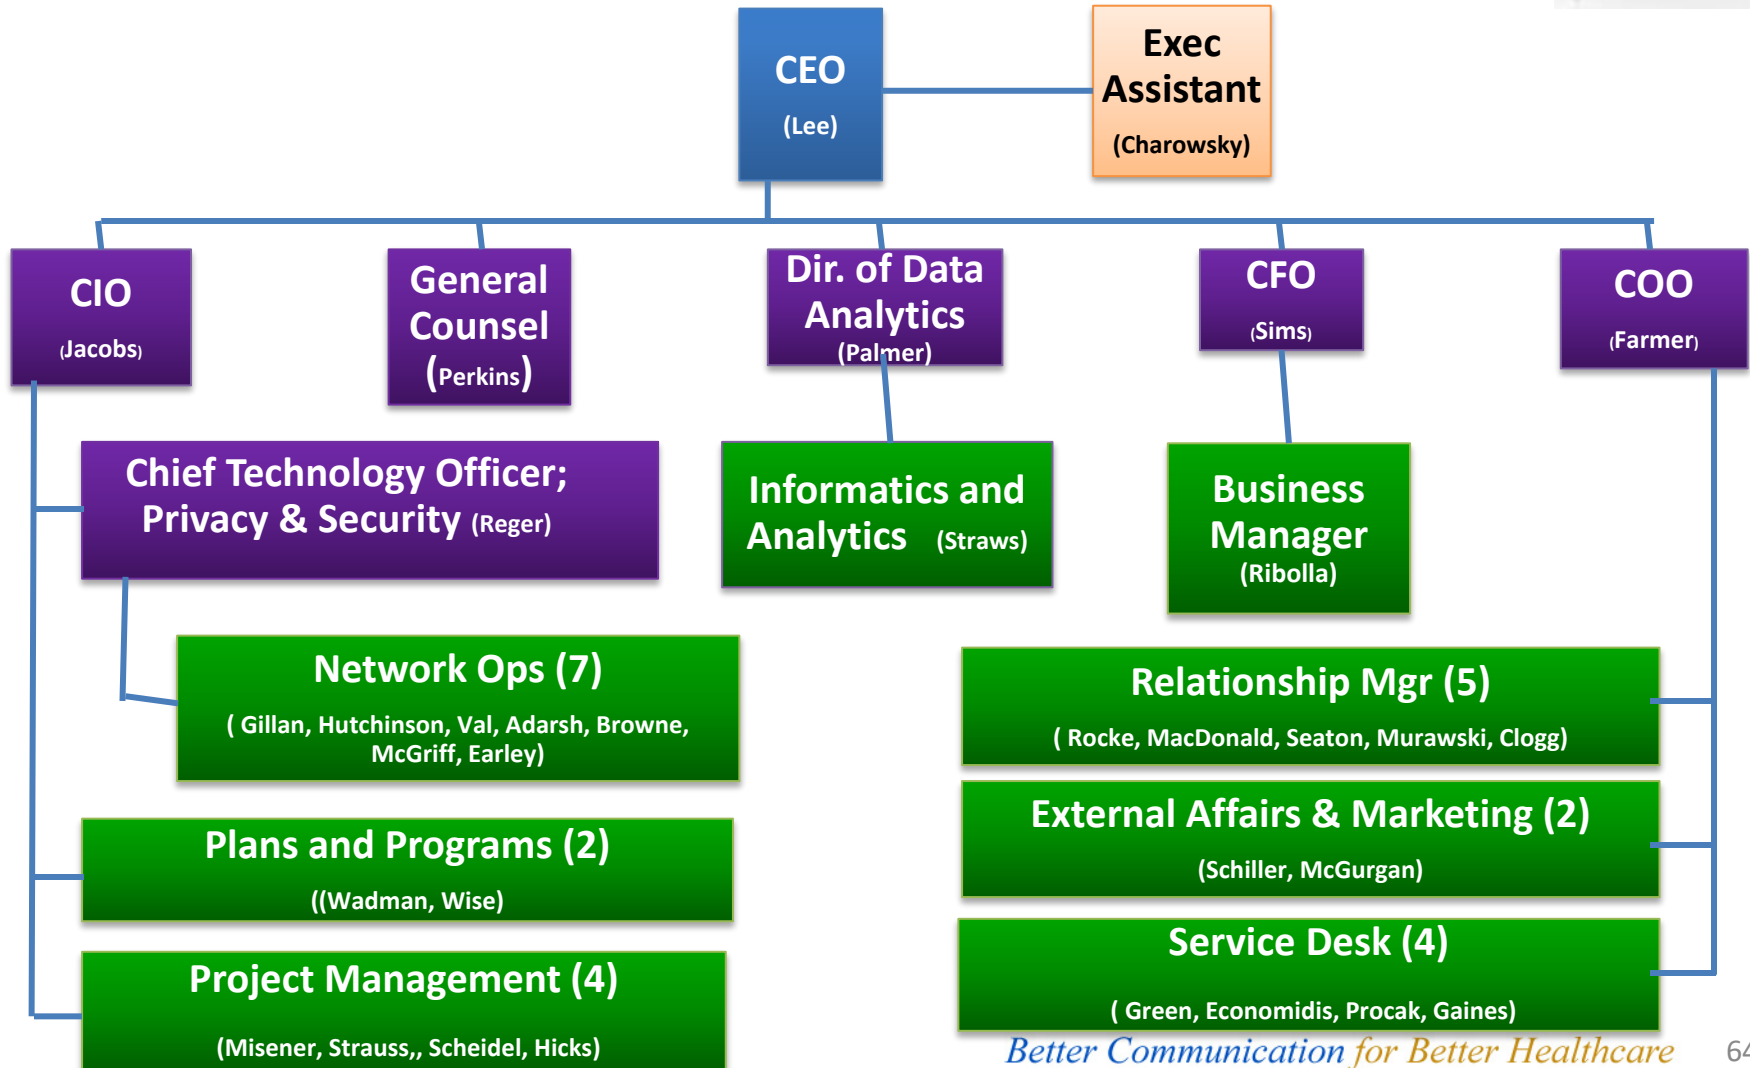 CEO
(Lee)
Exec
Assistant
(Charowsky)
CIO
(Jacobs)
General
Counsel
(Perkins)
Dir. of Data
Analytics
(Palmer)
CFO
(Sims)
COO
(Farmer)
Chief Technology Officer;
Privacy & Security (Reger)
Informatics and
Analytics (Straws)
Business
Manager
(Ribolla)
Network Ops (7)
( Gillan, Hutchinson, Val, Adarsh, Browne,
McGriff, Earley)
Relationship Mgr (5)
( Rocke, MacDonald, Seaton, Murawski, Clogg)
Plans and Programs (2)
((Wadman, Wise)
External Affairs & Marketing (2)
(Schiller, McGurgan)
Project Management (4)
(Misener, Strauss,, Scheidel, Hicks)
Service Desk (4)
( Green, Economidis, Procak, Gaines)
Better Communication for Better Healthcare
64